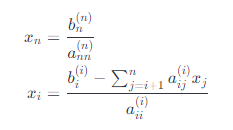 x_n = \frac{b_n^{(n)}}{a_{nn}^{(n)}}
x_i = \frac{b_i^{(i)} - \sum_{j=i+1}^{n} a_{ij}^{(i)} x_j}{a_{ii}^{(i)}}